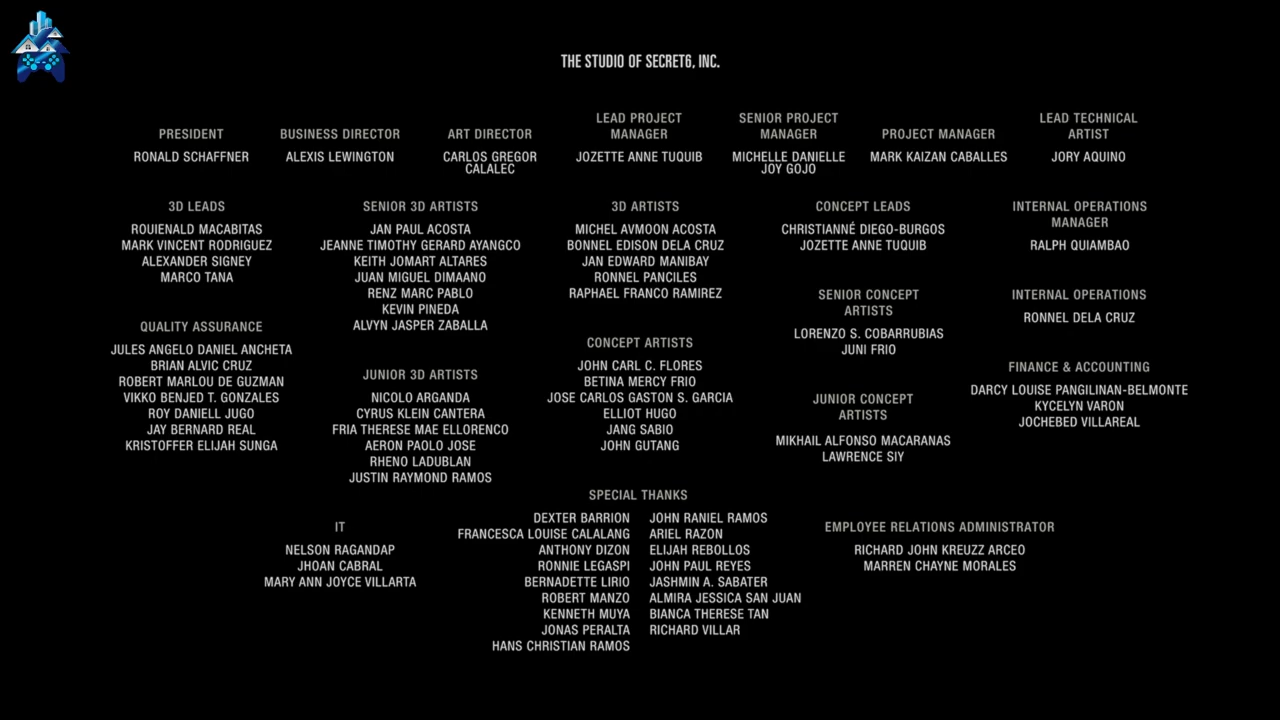 THE STUDIO OF SECRET6, INC.
PRESIDENT
RONALD SCHAFFNER
BUSINESS DIRECTOR
ALEXIS LEWINGTON
ART DIRECTOR
CARLOS GREGOR
CALALEC
LEAD PROJECT
MANAGER
JOZETTE ANNE TUQUIB
SENIOR PROJECT
MANAGER
MICHELLE DANIELLE
JOY GOJO
PROJECT MANAGER
MARK KAIZAN CABALLES
LEAD TECHNICAL
ARTIST
JORY AQUINO
3D LEADS
ROUIENALD MACABITAS
MARK VINCENT RODRIGUEZ
ALEXANDER SIGNEY
MARCO TANA
QUALITY ASSURANCE
JULES ANGELO DANIEL ANCHETA
BRIAN ALVIC CRUZ
ROBERT MARLOU DE GUZMAN
VIKKO BENJED T. GONZALES
ROY DANIELL JUGO
JAY BERNARD REAL
KRISTOFFER ELIJAH SUNGA
SENIOR 3D ARTISTS
JAN PAUL ACOSTA
JEANNE TIMOTHY GERARD AYANGCO
KEITH JOMART ALTARES
JUAN MIGUEL DIMAANO
RENZ MARC PABLO
KEVIN PINEDA
ALVYN JASPER ZABALLA
JUNIOR 3D ARTISTS
NICOLO ARGANDA
CYRUS KLEIN CANTERA
FRIA THERESE MAE ELLORENCO
AERON PAOLO JOSE
RHENO LADUBLAN
JUSTIN RAYMOND RAMOS
3D ARTISTS
MICHEL AVMOON ACOSTA
BONNEL EDISON DELA CRUZ
JAN EDWARD MANIBAY
RONNEL PANCILES
RAPHAEL FRANCO RAMIREZ
CONCEPT ARTISTS
JOHN CARL C. FLORES
BETINA MERCY FRIO
JOSE CARLOS GASTON S. GARCIA
ELLIOT HUGO
JANG SABIO
JOHN GUTANG
CONCEPT LEADS
CHRISTIANNÉ DIEGO-BURGOS
JOZETTE ANNE TUQUIB
SENIOR CONCEPT
ARTISTS
LORENZO S. COBARRUBIAS
JUNI FRIO
JUNIOR CONCEPT
ARTISTS
MIKHAIL ALFONSO MACARANAS
LAWRENCE SIY
INTERNAL OPERATIONS
MANAGER
RALPH QUIAMBAO
INTERNAL OPERATIONS
RONNEL DELA CRUZ
FINANCE & ACCOUNTING
DARCY LOUISE PANGILINAN-BELMONTE
KYCELYN VARON
JOCHEBED VILLAREAL
IT
NELSON RAGANDAP
JHOAN CABRAL
MARY ANN JOYCE VILLARTA
SPECIAL THANKS
DEXTER BARRION
FRANCESCA LOUISE CALALANG
ANTHONY DIZON
RONNIE LEGASPI
BERNADETTE LIRIO
ROBERT MANZO
KENNETH MUYA
JONAS PERALTA
HANS CHRISTIAN RAMOS
JOHN RANIEL RAMOS
ARIEL RAZON
ELIJAH REBOLLOS
JOHN PAUL REYES
JASHMIN A. SABATER
ALMIRA JESSICA SAN JUAN
BIANCA THERESE TAN
RICHARD VILLAR
EMPLOYEE RELATIONS ADMINISTRATOR
RICHARD JOHN KREUZZ ARCEO
MARREN CHAYNE MORALES